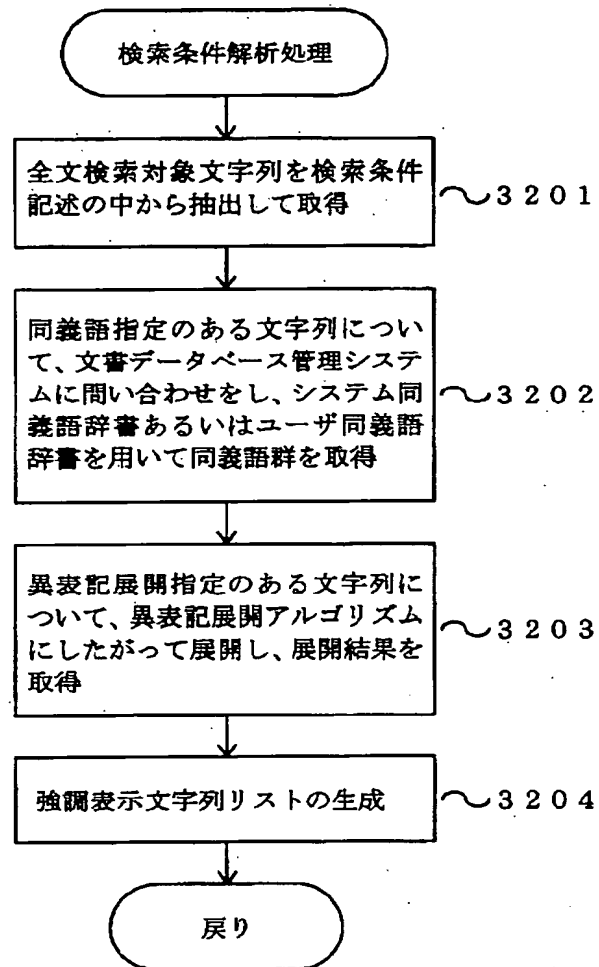 検索条件解析処理
全文検索対象文字列を検索条件
記述の中から抽出して取得
3201
同義語指定のある文字列につい
て、文書データベース管理システ
ムに問い合わせをし、システム同
義語辞書あるいはユーザ同義語
辞書を用いて同義語群を取得
3202
異表記展開指定のある文字列に
ついて、異表記展開アルゴリズム
にしたがって展開し、展開結果を
取得
3203
強調表示文字列リストの生成
3204
戻り